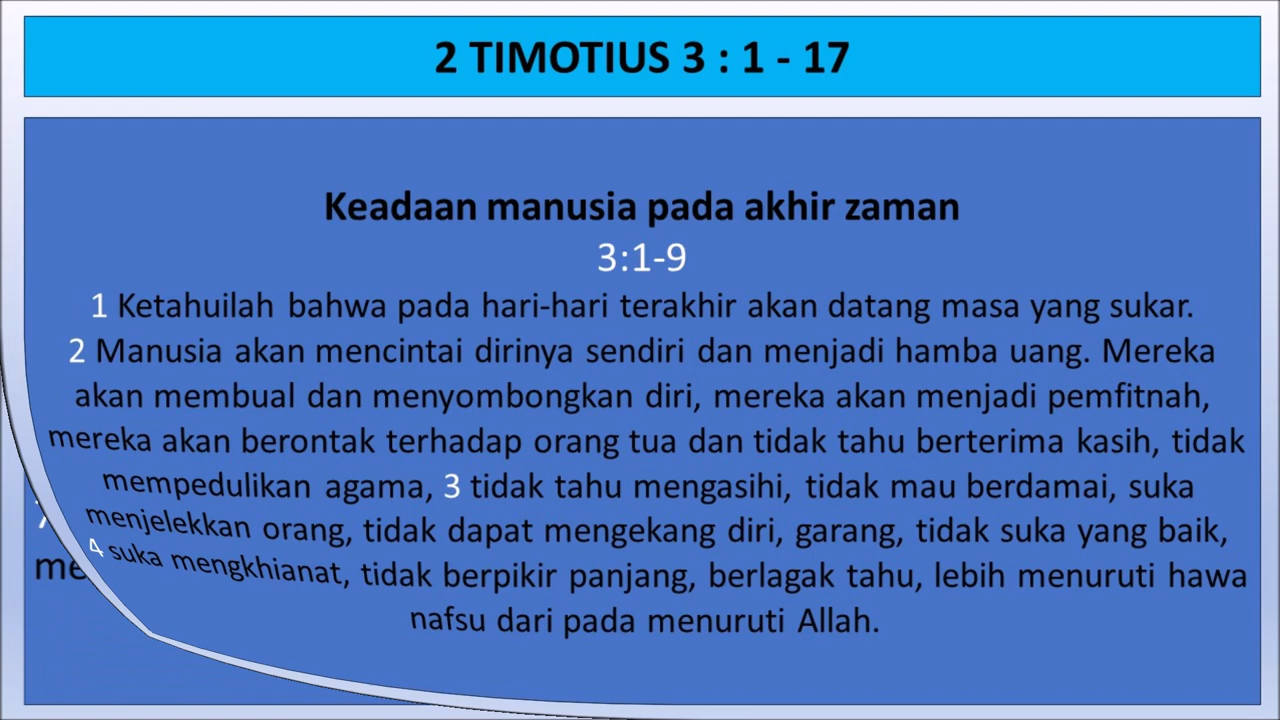 2 TIMOTIUS 3 : 1 - 17
Keadaan manusia pada akhir zaman
3:1-9
1 Ketahuilah bahwa pada hari-hari terakhir akan datang masa yang sukar.
2 Manusia akan mencintai dirinya sendiri dan menjadi hamba uang. Mereka
akan membual dan menyombongkan diri, mereka akan menjadi pemfitnah,
mereka akan berontak terhadap orang tua dan tidak tahu berterima kasih, tidak
mempedulikan agama, 3 tidak tahu mengasihi, tidak mau berdamai, suka
menjelekkan orang, tidak dapat mengekang diri, garang, tidak suka yang baik,
4 suka mengkhianat, tidak berpikir panjang, berlagak tahu, lebih menuruti hawa
nafsu dari pada menuruti Allah.